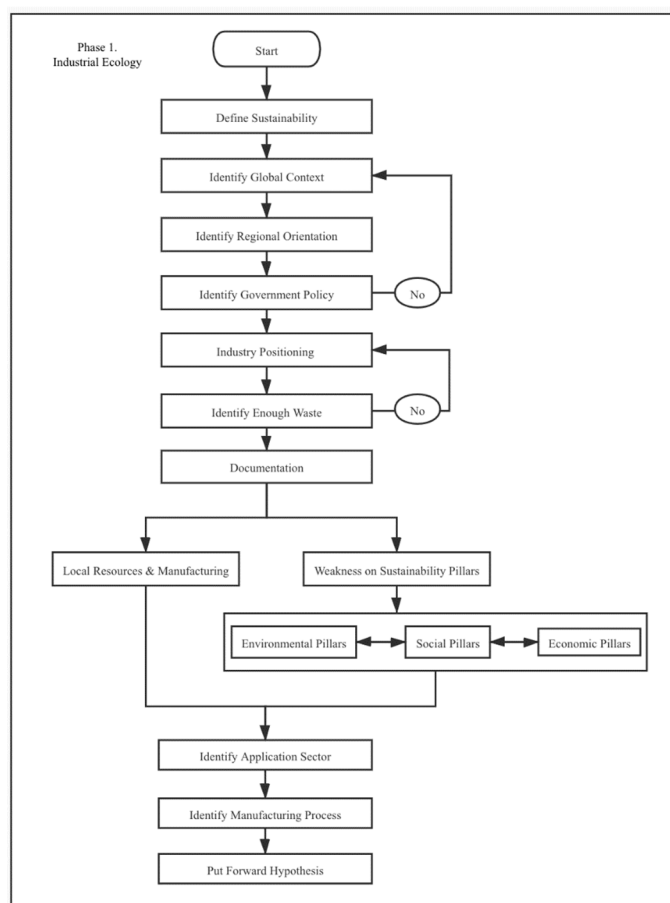 Phase 1.
Industrial Ecology
Start
Define Sustainability
Identify Global Context
Identify Regional Orientation
Identify Government Policy
No
Industry Positioning
Identify Enough Waste
No
Documentation
Local Resources & Manufacturing
Weakness on Sustainability Pillars
Environmental Pillars
Social Pillars
Economic Pillars
Identify Application Sector
Identify Manufacturing Process
Put Forward Hypothesis